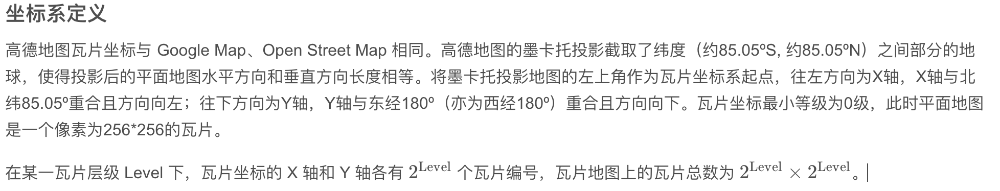 坐标系定义
高德地图瓦片坐标与 Google Map、Open Street Map 相同。高德地图的墨卡托投影截取了纬度（约85.05ºS, 约85.05ºN）之间部分的地
球，使得投影后的平面地图水平方向和垂直方向长度相等。将墨卡托投影地图的左上角作为瓦片坐标系起点，往左方向为X轴，X轴与北
纬85.05º重合且方向向左；往下方向为Y轴，Y轴与东经180º（亦为西经180º）重合且方向向下。瓦片坐标最小等级为0级，此时平面地图
是一个像素为256*256的瓦片。
在某一瓦片层级 Level 下，瓦片坐标的 X 轴和 Y 轴各有 2^Level 个瓦片编号，瓦片地图上的瓦片总数为 2^Level × 2^Level。